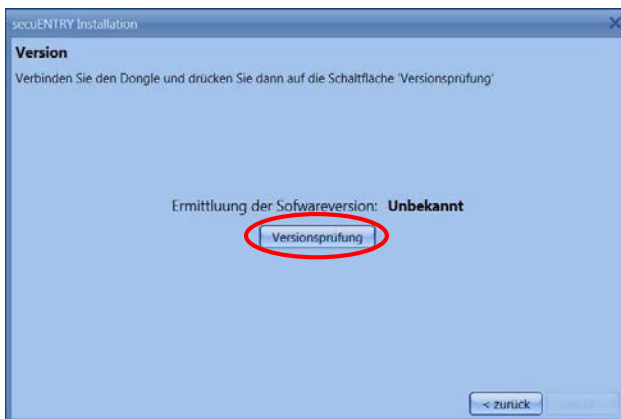 secuENTRY Installation
Version
Verbinden Sie den Dongle und drücken Sie dann auf die Schaltfläche 'Versionsprüfung'
Ermittluung der Sofwareversion: Unbekannt
Versionsprüfung
< zurück